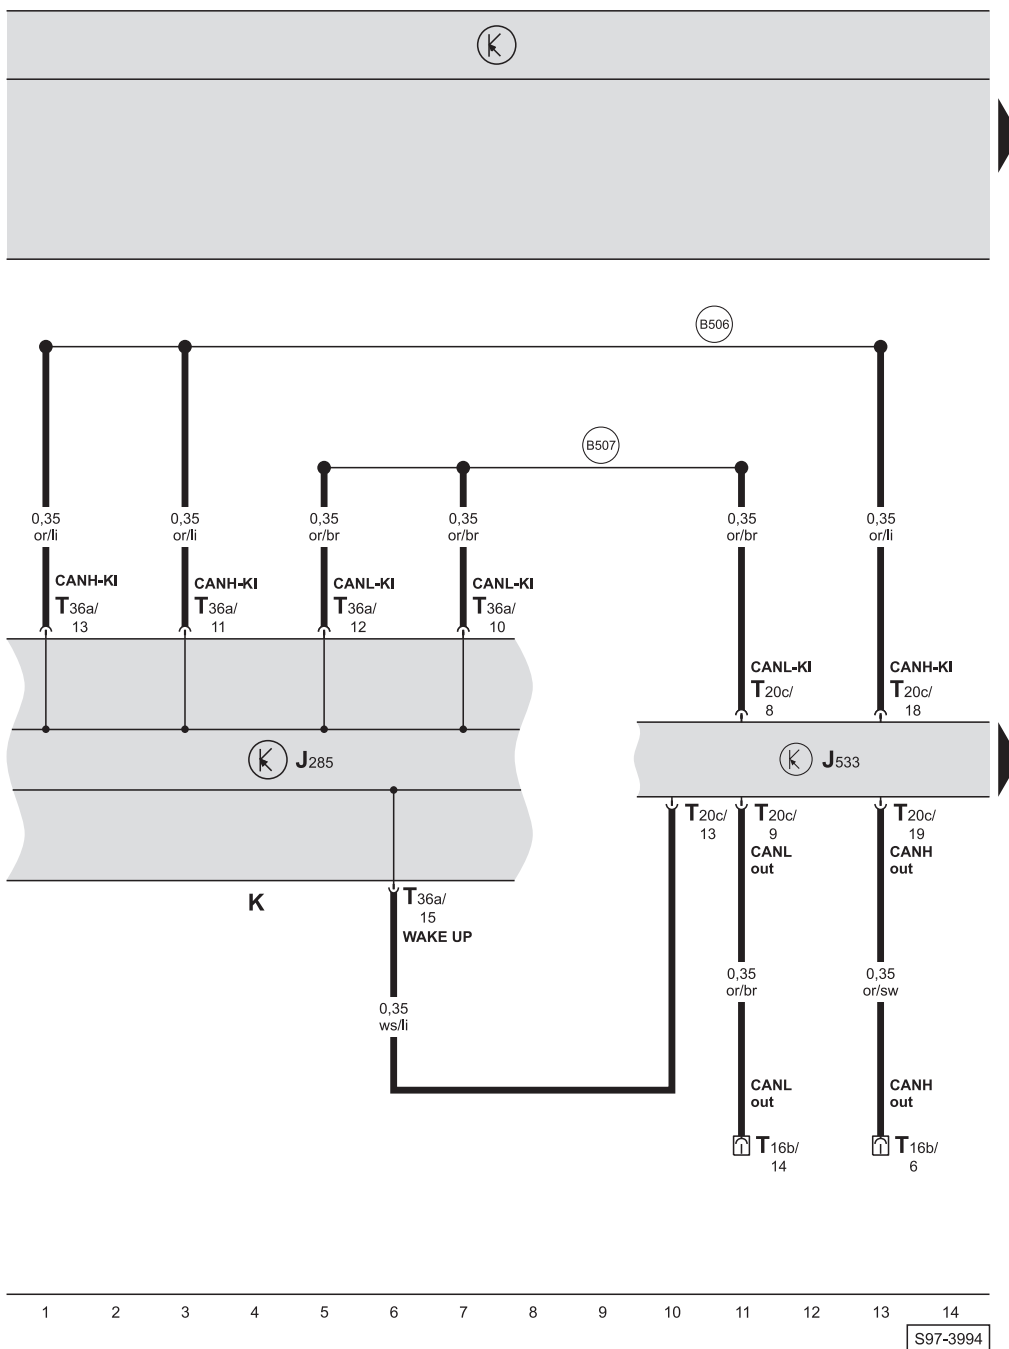 B506
B507
0,35 0,35 0,35 0,35 0,35 0,35
or/li or/li or/br or/br or/br or/li
CANH-KI CANH-KI CANL-KI CANL-KI
T36a/ T36a/ T36a/ T36a/
13 11 12 10
CANL-KI CANH-KI
T20c/ T20c/
8 18
J285 J533
T20c/ T20c/ T20c/
13 9 19
CANL CANH
out out
K
T36a/
15
WAKE UP
0,35 0,35
or/br or/sw
0,35
ws/li
CANL CANH
out out
T16b/ T16b/
14 6
1 2 3 4 5 6 7 8 9 10 11 12 13 14
S97-3994